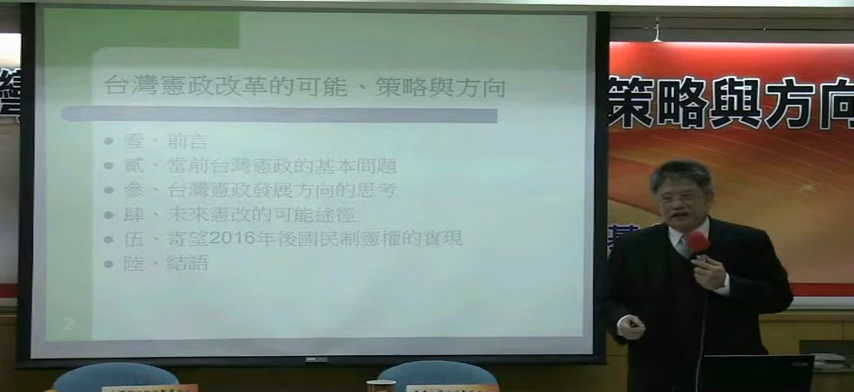 台灣憲政改革的可能、策略與方向
壹、前言
貳、當前台灣憲政的基本問題
參、台灣憲政發展方向的思考
肆、未來憲改的可能途徑
伍、寄望2016年後國民制憲權的實現
陸、結語
2
灣
策略與方向
基